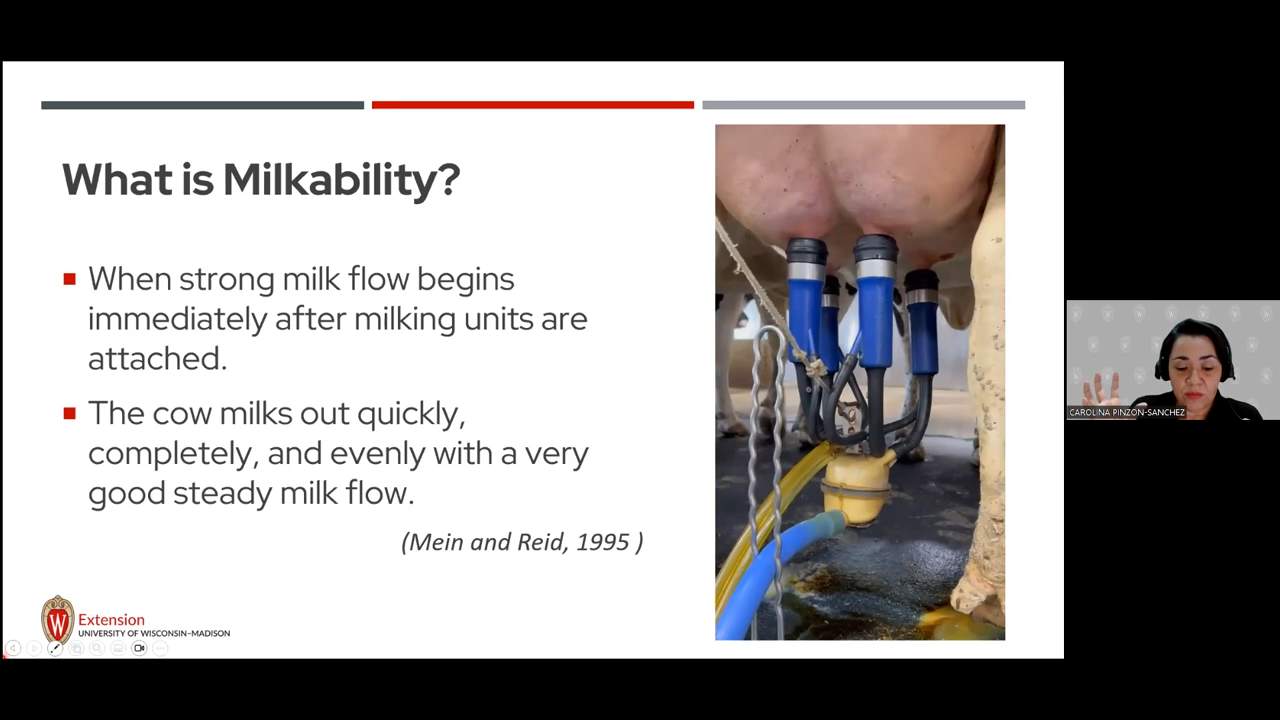 What is Milkability?
When strong milk flow begins
immediately after milking units are
attached.
The cow milks out quickly,
completely, and evenly with a very
good steady milk flow.
(Mein and Reid, 1995 )
W
Extension
UNIVERSITY OF WISCONSIN–MADISON
CAROLINA PINZON-SANCHEZ